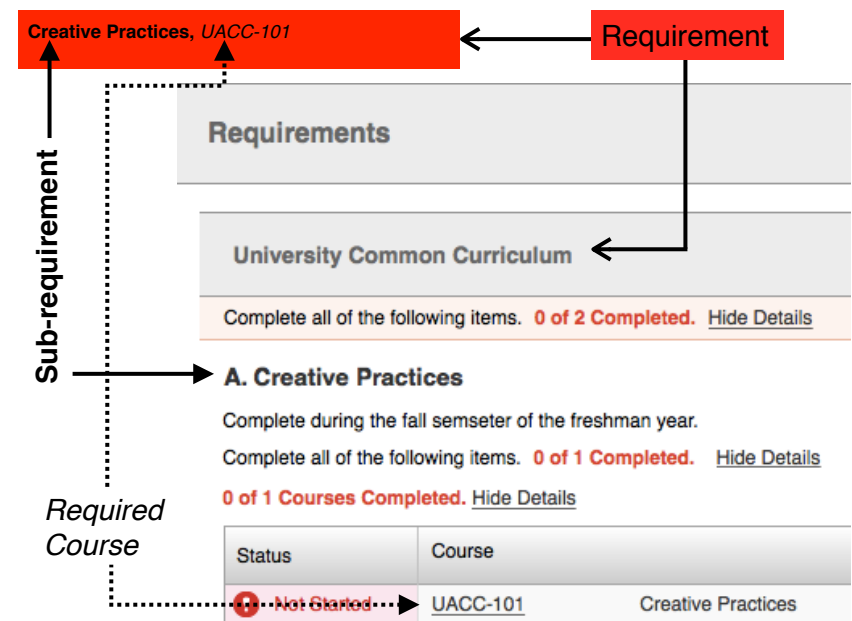 Creative Practices, UACC-101
Requirement
Requirements
Sub-requirement
University Common Curriculum
Complete all of the following items. 0 of 2 Completed. Hide Details
A. Creative Practices
Complete during the fall semseter of the freshman year.
Complete all of the following items. 0 of 1 Completed. Hide Details
0 of 1 Courses Completed. Hide Details
Required
Course
Status Course
Not Started UACC-101 Creative Practices